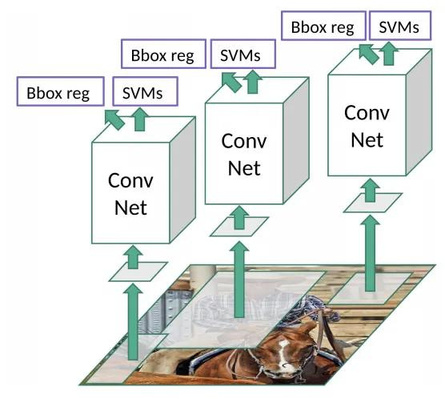 Bbox reg
SVMs
Bbox reg
SVMs
Bbox reg
SVMs
Conv
Net
Conv
Net
Conv
Net